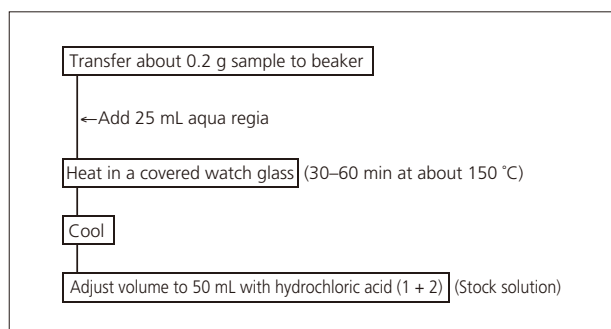 Transfer about 0.2 g sample to beaker
←Add 25 mL aqua regia
Heat in a covered watch glass (30–60 min at about 150 ˚C)
Cool
Adjust volume to 50 mL with hydrochloric acid (1 + 2) (Stock solution)